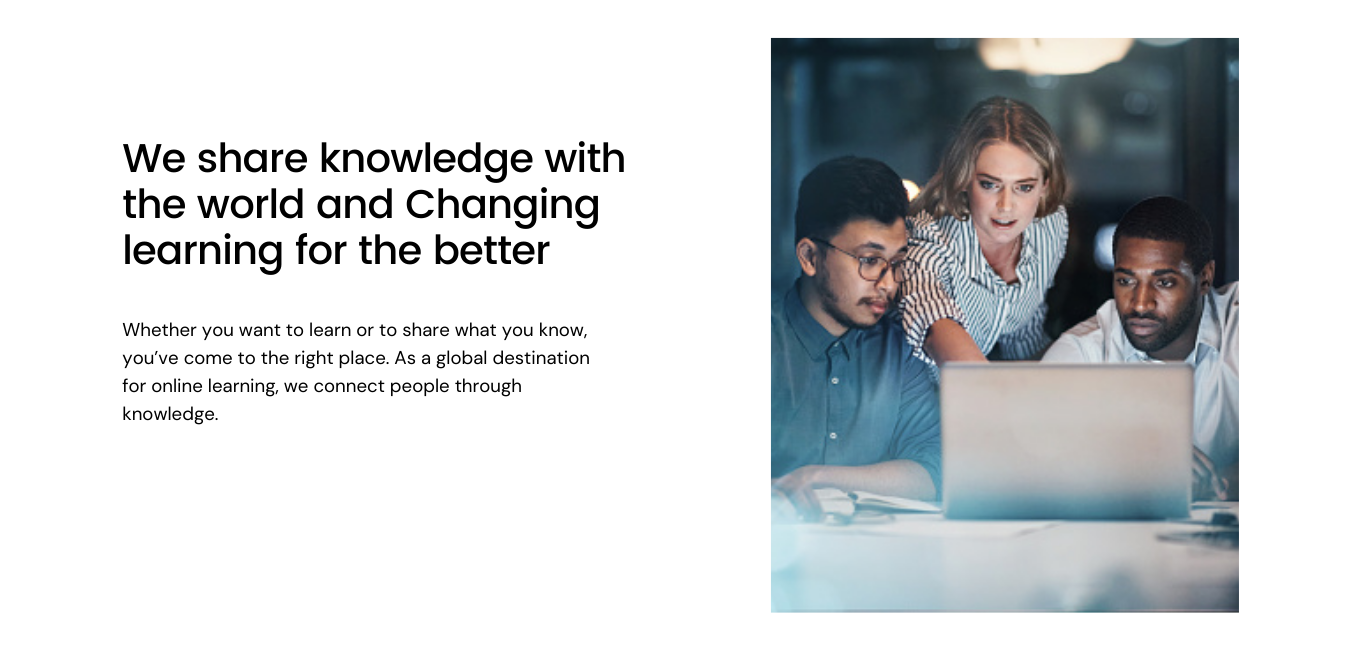 We share knowledge with
the world and Changing
learning for the better
Whether you want to learn or to share what you know,
you’ve come to the right place. As a global destination
for online learning, we connect people through
knowledge.